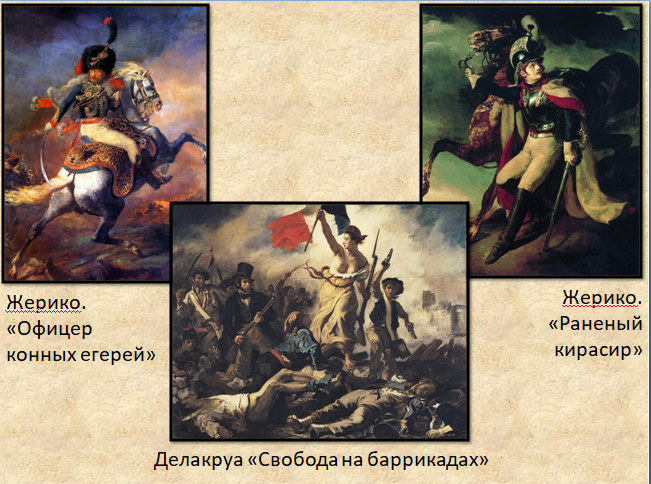 Жерико.
«Офицер
конных егерей»
Жерико.
«Раненый
кирасир»
Делакруа «Свобода на баррикадах»